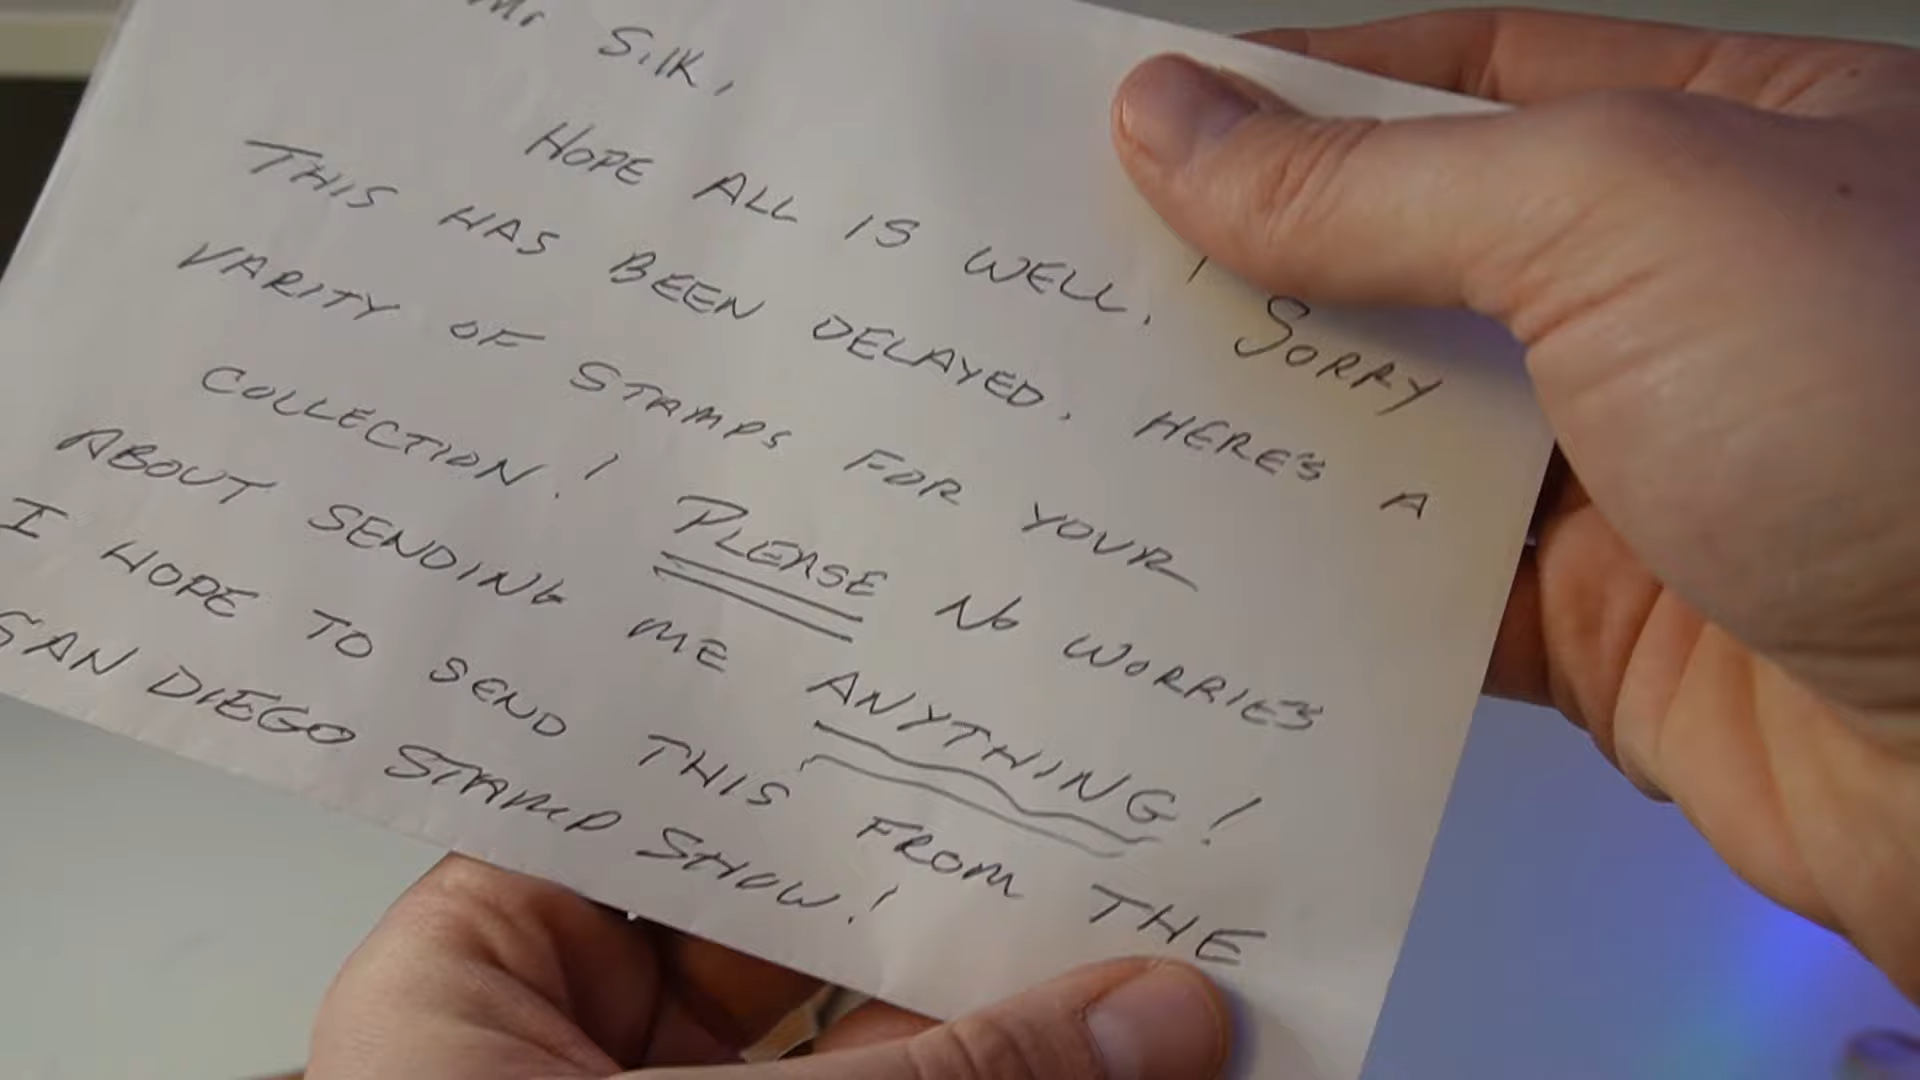 Mr Silk,
HOPE ALL IS WELL. SORRY
THIS HAS BEEN DELAYED. HERE'S A
VARITY OF STAMPS FOR YOUR
COLLECTION! PLEASE NO WORRIES
ABOUT SENDING ME ANYTHING!
I HOPE TO SEND THIS FROM THE
SAN DIEGO STAMP SHOW!